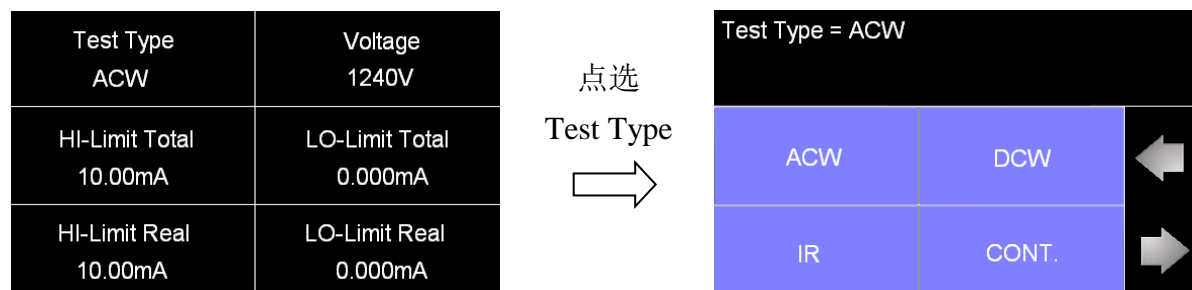 Test Type
ACW
Voltage
1240V
HI-Limit Total
10.00mA
LO-Limit Total
0.000mA
HI-Limit Real
10.00mA
LO-Limit Real
0.000mA
点选
Test Type
Test Type = ACW
ACW
DCW
IR
CONT.